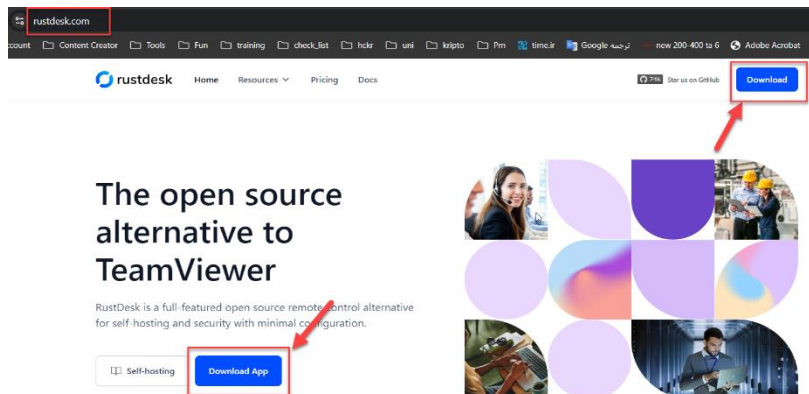 rustdesk.com
ccount Content Creator Tools Fun training check_list hckr uni kripto Prn time.ir Google ترجمه new 200-400 ta 6 Adobe Acrobat
rustdesk Home Resources Pricing Docs Star us on GitHub Download
The open source
alternative to
TeamViewer
RustDesk is a full-featured open source remote control alternative
for self-hosting and security with minimal configuration.
Self-hosting Download App